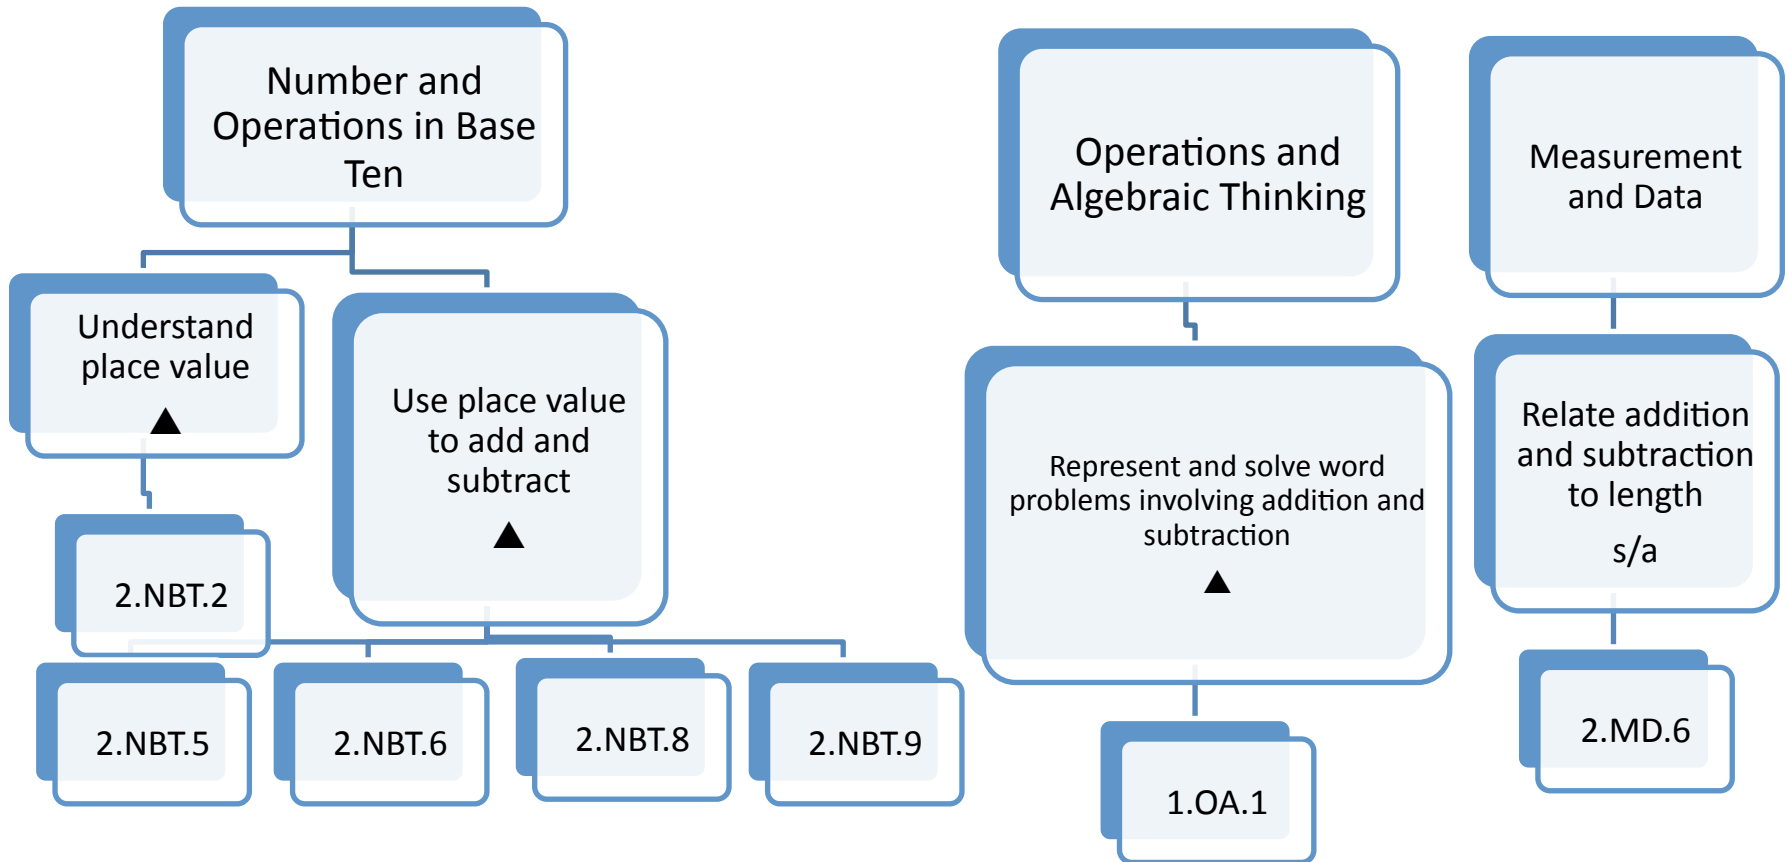 Number and
Operations in Base
Ten
Understand
place value
▲
2.NBT.2
Use place value
to add and
subtract
▲
2.NBT.5
2.NBT.6
2.NBT.8
2.NBT.9
Operations and
Algebraic Thinking
Represent and solve word
problems involving addition and
subtraction
▲
1.OA.1
Measurement
and Data
Relate addition
and subtraction
to length
s/a
2.MD.6